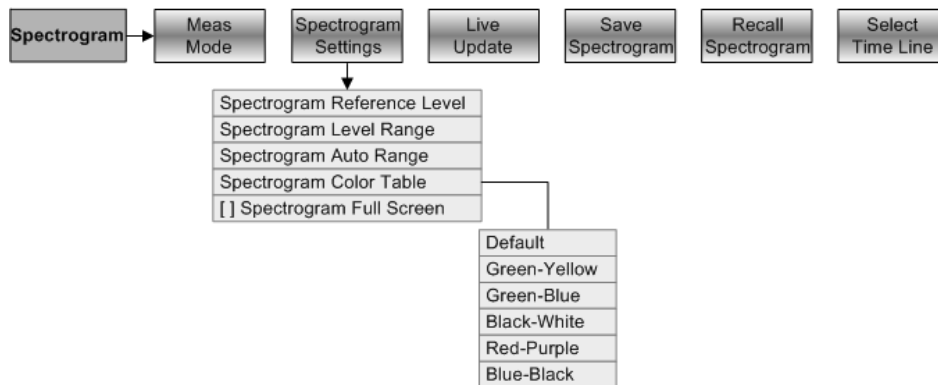 Spectrogram
Meas
Mode
Spectrogram
Settings
Live
Update
Save
Spectrogram
Recall
Spectrogram
Select
Time Line
Spectrogram Reference Level
Spectrogram Level Range
Spectrogram Auto Range
Spectrogram Color Table
[ ] Spectrogram Full Screen
Default
Green-Yellow
Green-Blue
Black-White
Red-Purple
Blue-Black